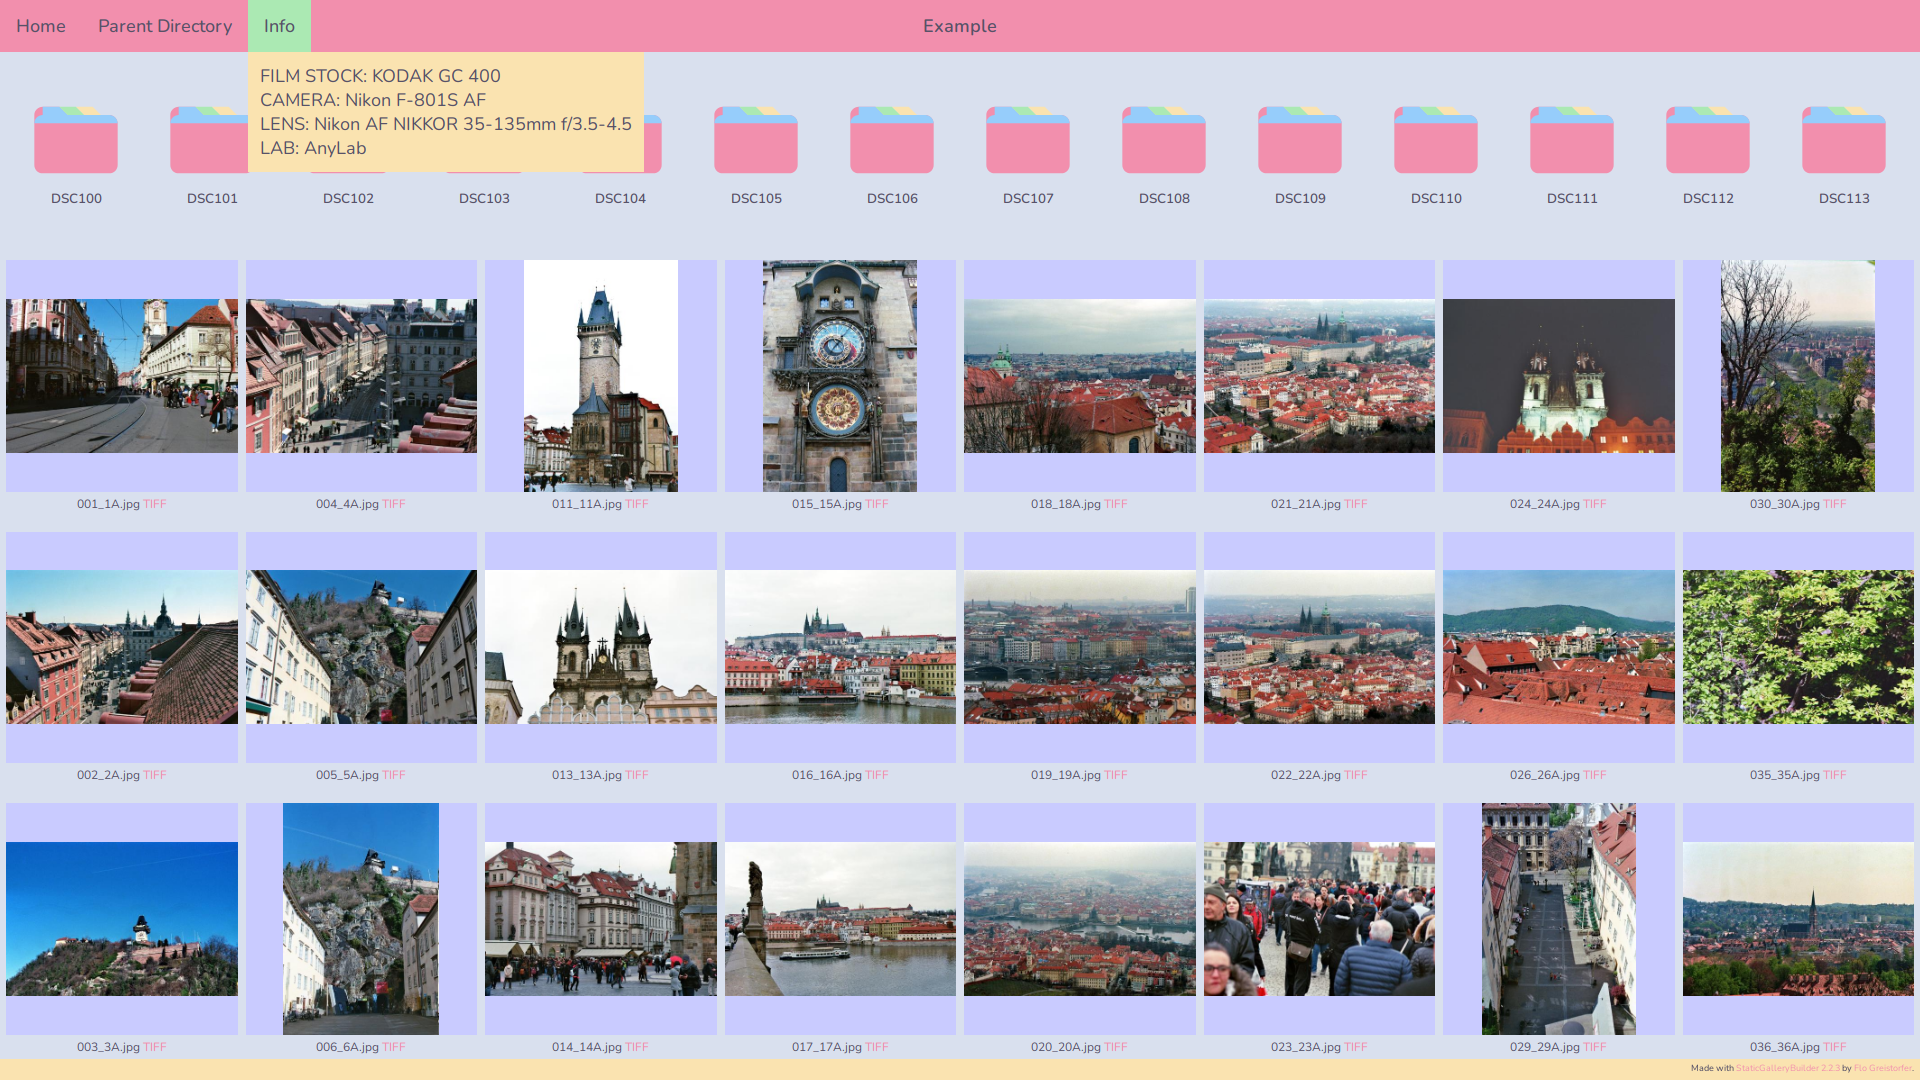 Home Parent Directory Info Example
FILM STOCK: KODAK GC 400
CAMERA: Nikon F-801S AF
LENS: Nikon AF NIKKOR 35-135mm f/3.5-4.5
LAB: AnyLab
DSC100 DSC101 DSC102 DSC103 DSC104 DSC105 DSC106 DSC107 DSC108 DSC109 DSC110 DSC111 DSC112 DSC113
001_1A.jpg TIFF 004_4A.jpg TIFF 011_11A.jpg TIFF 015_15A.jpg TIFF 018_18A.jpg TIFF 021_21A.jpg TIFF 024_24A.jpg TIFF 030_30A.jpg TIFF
002_2A.jpg TIFF 005_5A.jpg TIFF 013_13A.jpg TIFF 016_16A.jpg TIFF 019_19A.jpg TIFF 022_22A.jpg TIFF 026_26A.jpg TIFF 035_35A.jpg TIFF
003_3A.jpg TIFF 006_6A.jpg TIFF 014_14A.jpg TIFF 017_17A.jpg TIFF 020_20A.jpg TIFF 023_23A.jpg TIFF 029_29A.jpg TIFF 036_36A.jpg TIFF
Made with StaticGalleryBuilder 2.2.3 by Flo Greistorfer.